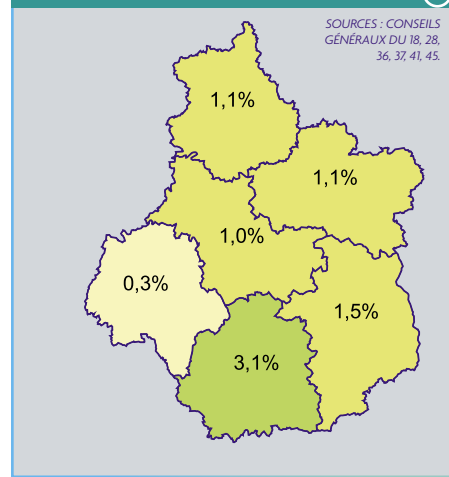 SOURCES : CONSEILS
GÉNÉRAUX DU 18, 28,
36, 37, 41, 45.
1,1%
1,1%
1,0%
0,3%
1,5%
3,1%